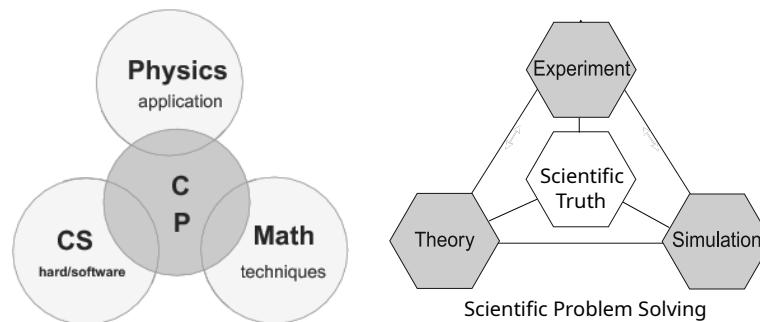 Physics
application
C
P
CS
hard/software
Math
techniques
Experiment
Scientific
Truth
Theory
Simulation
Scientific Problem Solving